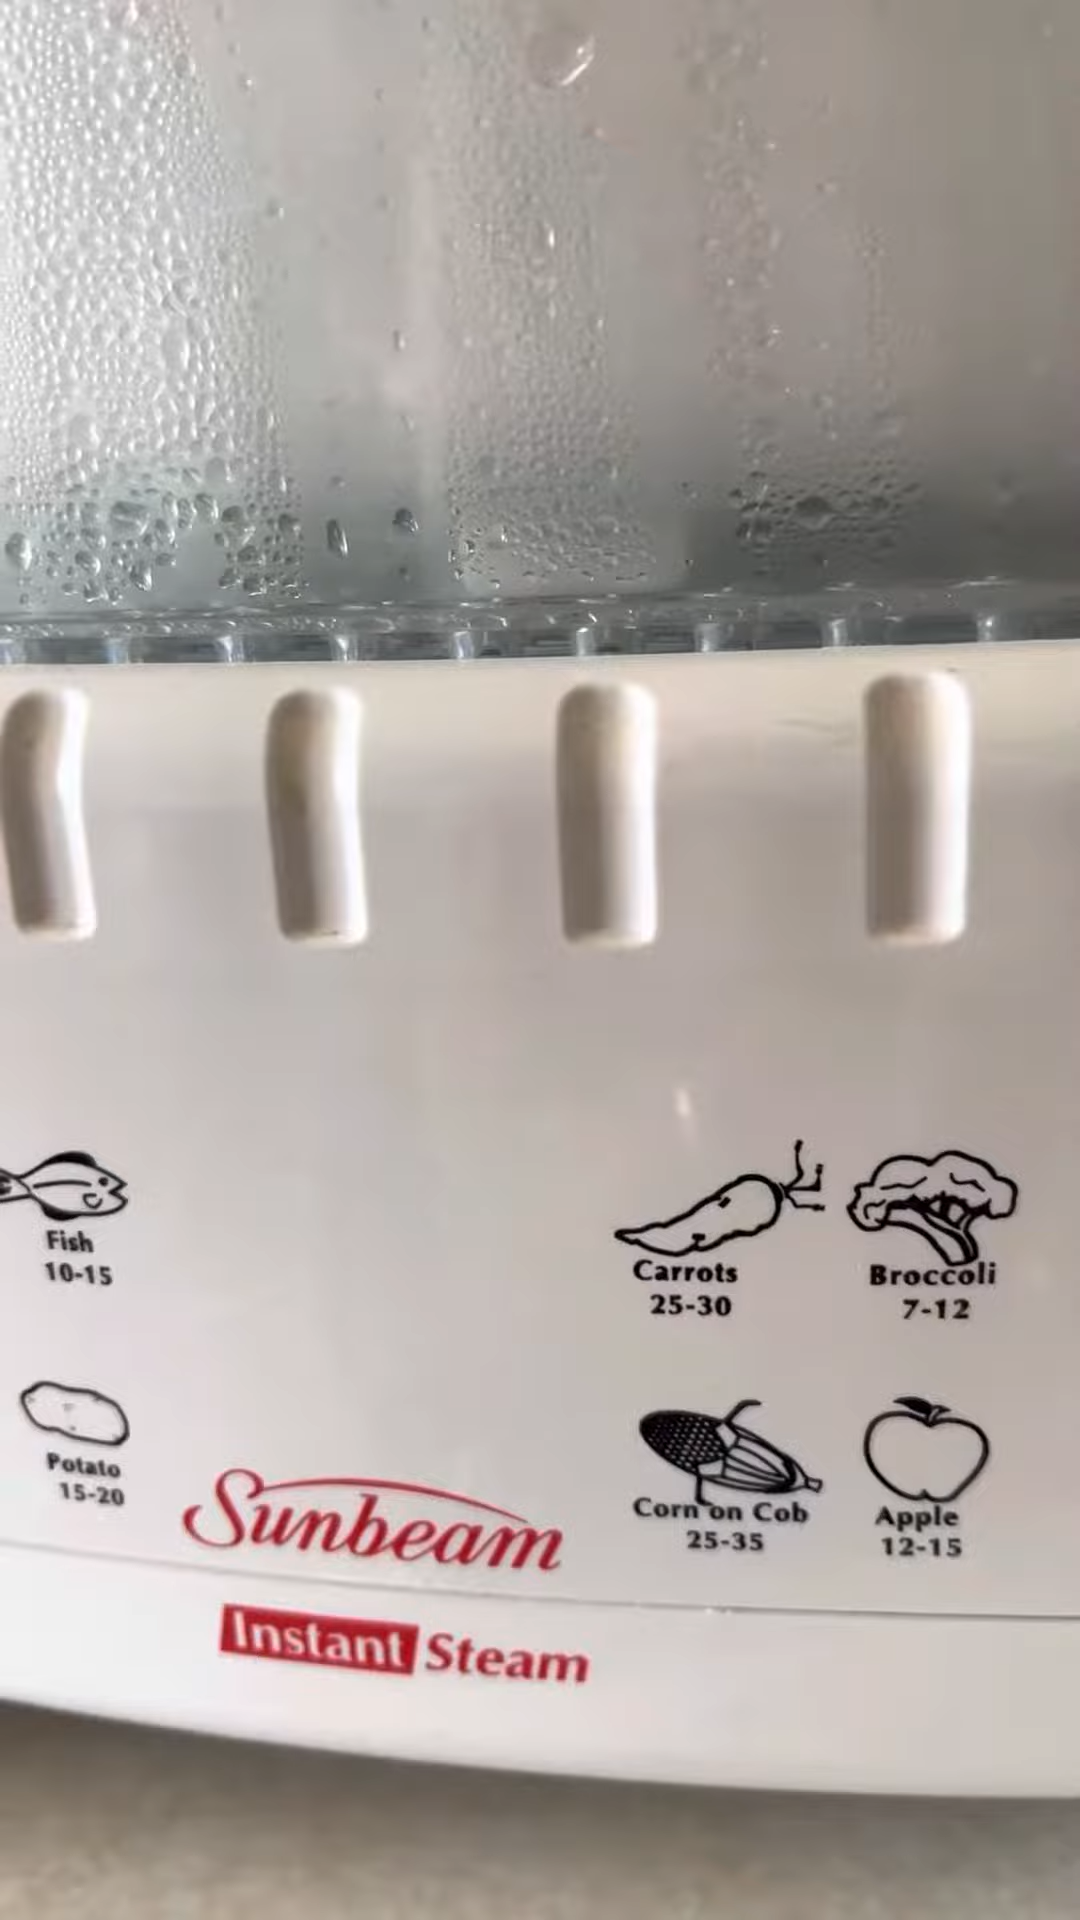 Fish
10-15
Carrots
25-30
Broccoli
7-12
Potato
15-20
Corn on Cob
25-35
Apple
12-15
Sunbeam
Instant Steam